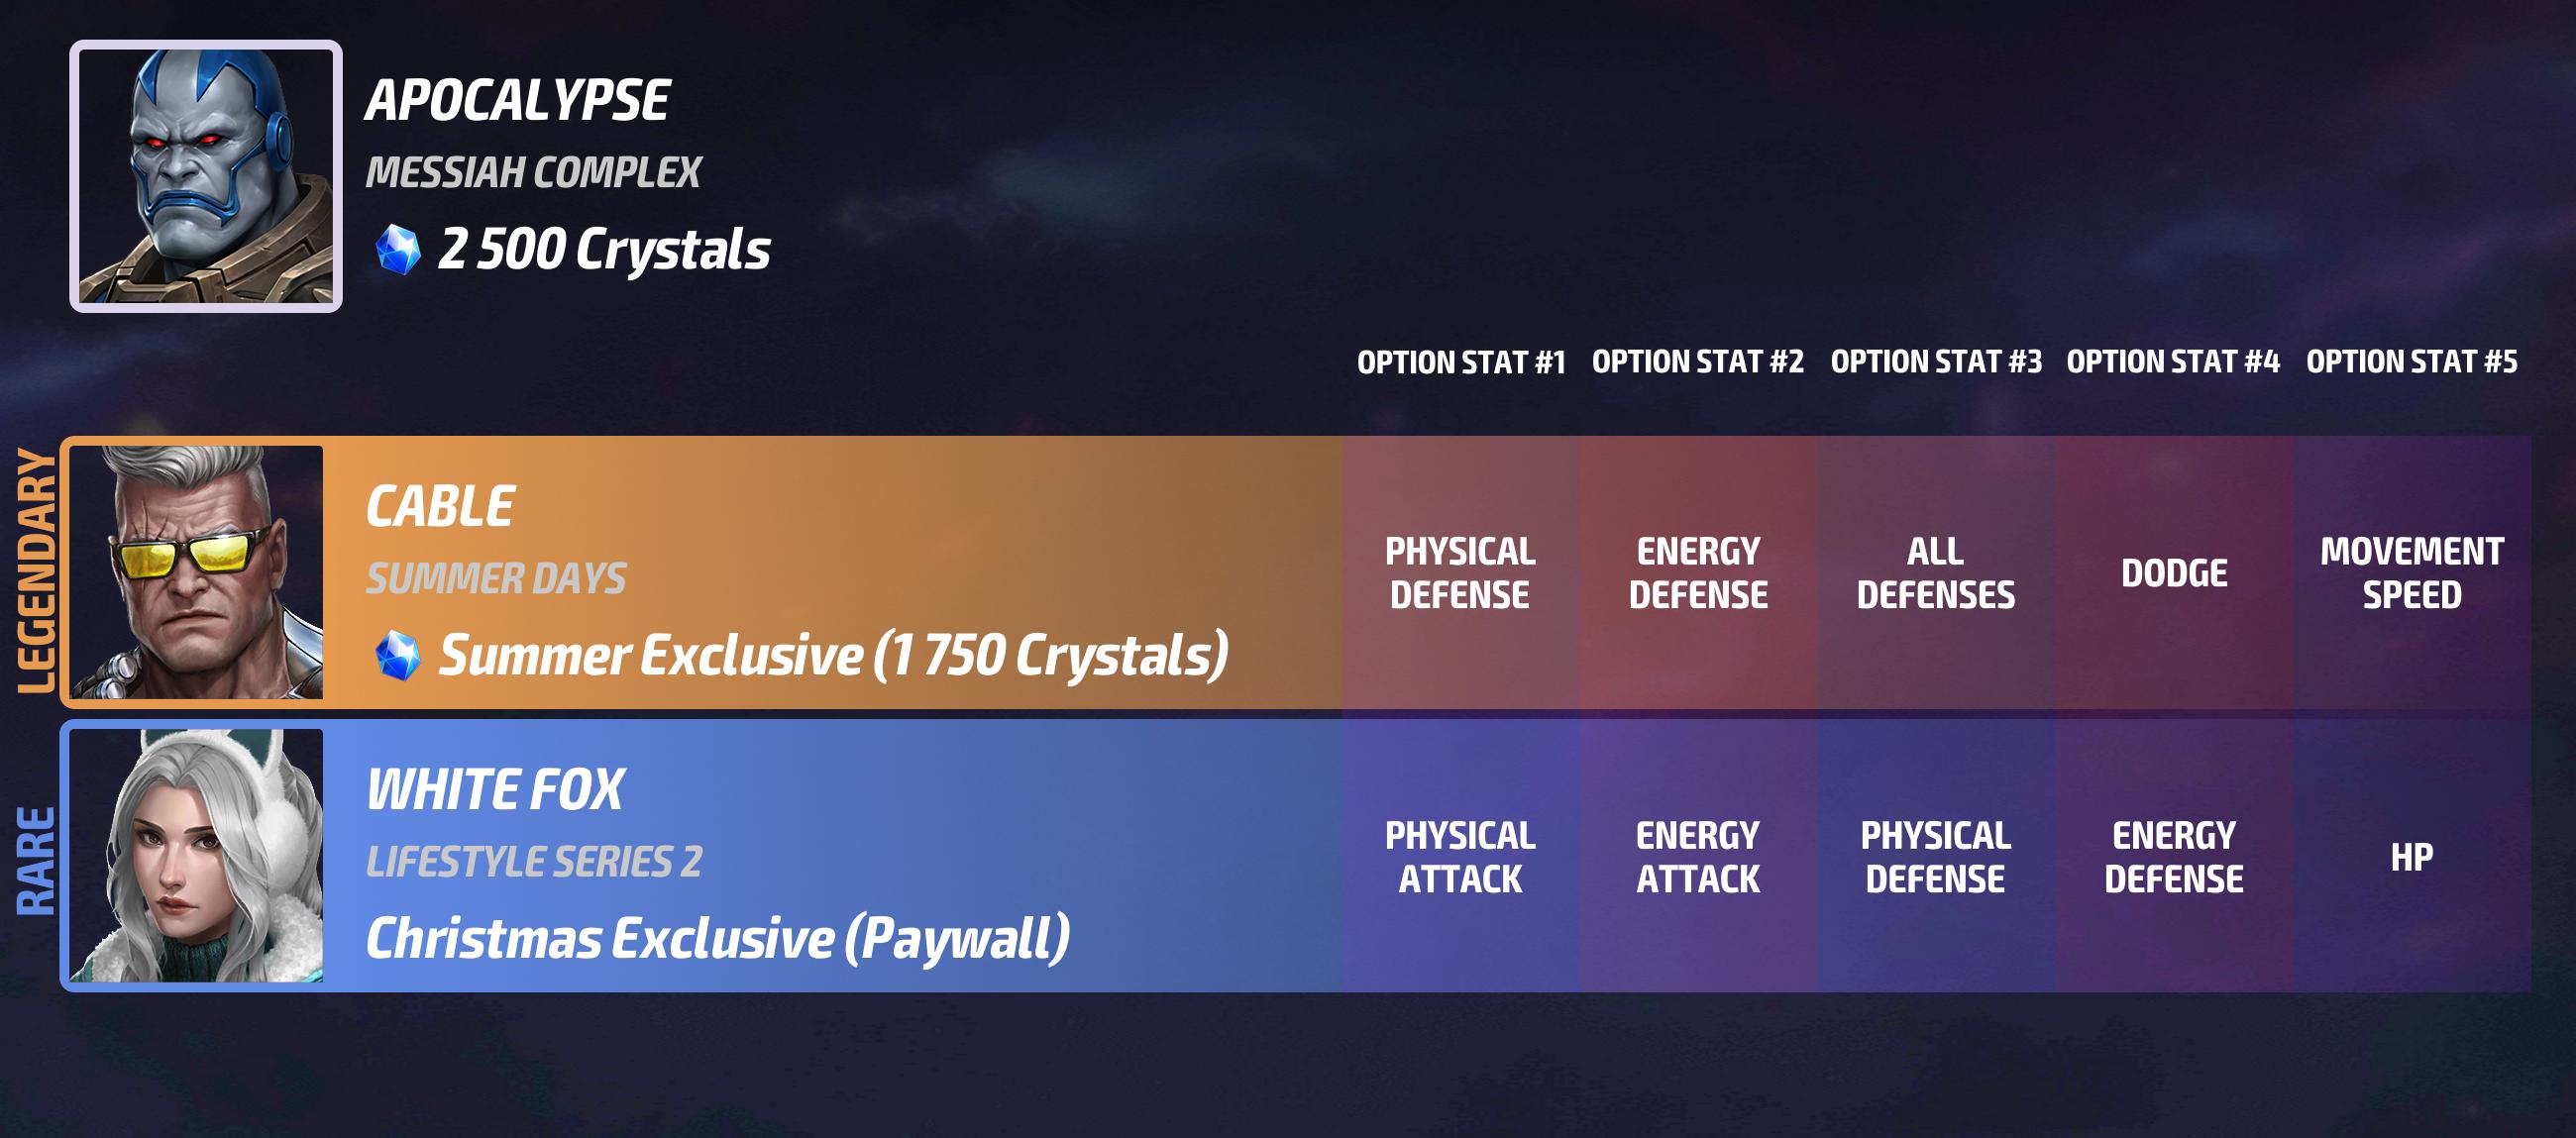 APOCALYPSE
MESSIAH COMPLEX
2 500 Crystals
OPTION STAT #1 OPTION STAT #2 OPTION STAT #3 OPTION STAT #4 OPTION STAT #5
LEGENDARY
CABLE
SUMMER DAYS
Summer Exclusive (1 750 Crystals)
PHYSICAL
DEFENSE
ENERGY
DEFENSE
ALL
DEFENSES
DODGE
MOVEMENT
SPEED
RARE
WHITE FOX
LIFESTYLE SERIES 2
Christmas Exclusive (Paywall)
PHYSICAL
ATTACK
ENERGY
ATTACK
PHYSICAL
DEFENSE
ENERGY
DEFENSE
HP